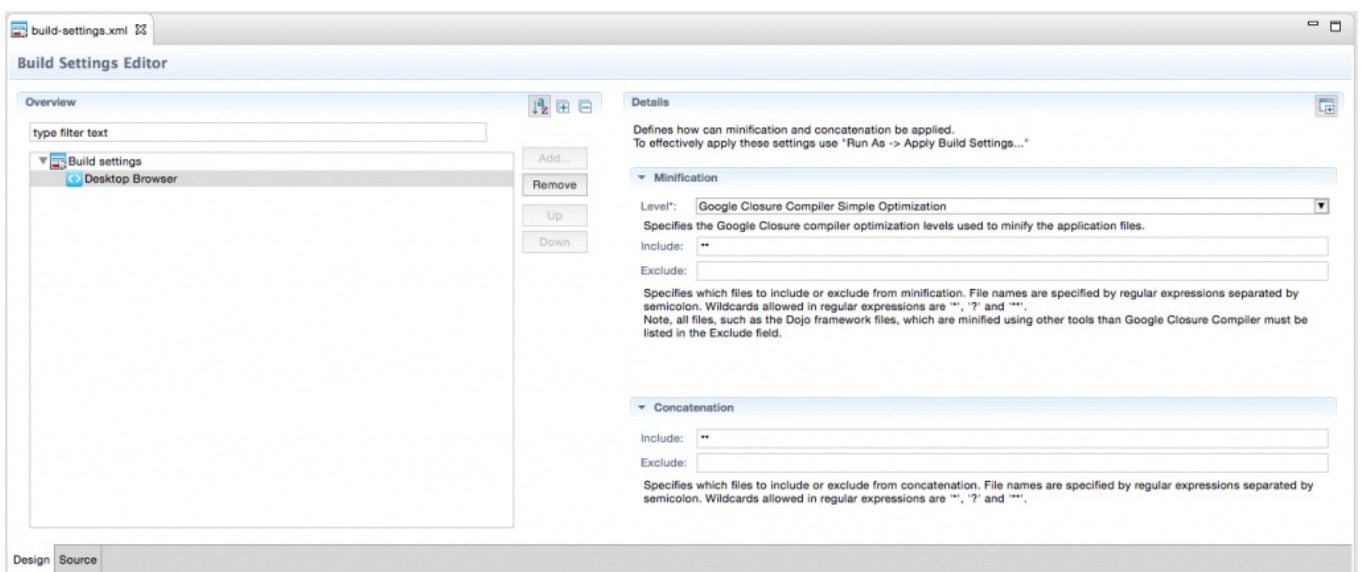 build-settings.xml
Build Settings Editor
Overview
type filter text
Build settings
Desktop Browser
Add...
Remove
Up
Down
Details
Defines how can minification and concatenation be applied.
To effectively apply these settings use "Run As -> Apply Build Settings..."
Minification
Level*: Google Closure Compiler Simple Optimization
Specifies the Google Closure compiler optimization levels used to minify the application files.
Include: **
Exclude:
Specifies which files to include or exclude from minification. File names are specified by regular expressions separated by
semicolon. Wildcards allowed in regular expressions are '*', '?' and '**'.
Note, all files, such as the Dojo framework files, which are minified using other tools than Google Closure Compiler must be
listed in the Exclude field.
Concatenation
Include: **
Exclude:
Specifies which files to include or exclude from concatenation. File names are specified by regular expressions separated by
semicolon. Wildcards allowed in regular expressions are '*', '?' and '**'.
Design Source